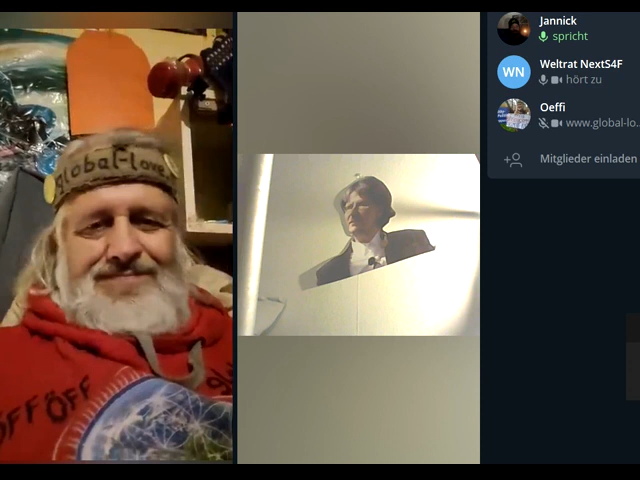 global-love
ÖFF ÖFF
Jannick
spricht
WN
Weltrat NextS4F
hört zu
Oeffi
www.global-lo...
Mitglieder einladen